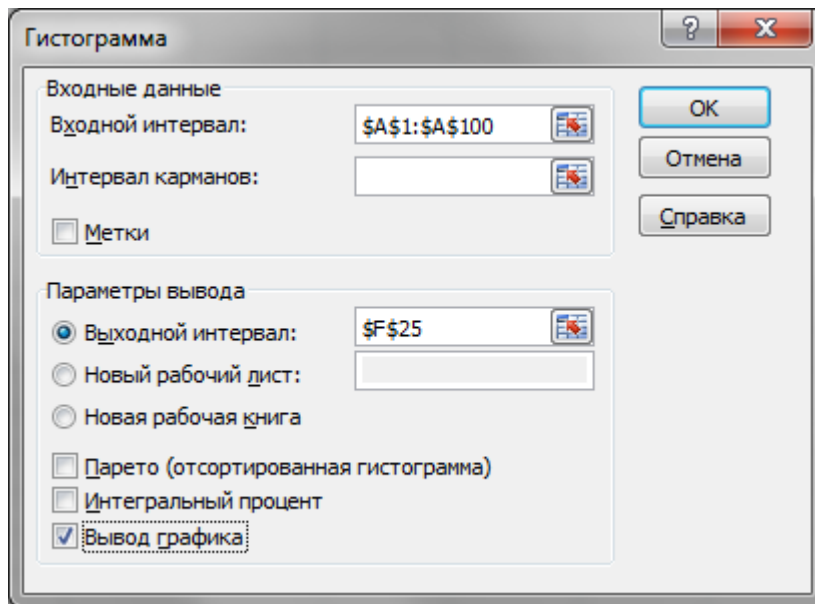 Гистограмма
Входные данные
Входной интервал: $A$1:$A$100
Интервал карманов:
Метки
OK
Отмена
Справка
Параметры вывода
Выходной интервал: $F$25
Новый рабочий лист:
Новая рабочая книга
Парето (отсортированная гистограмма)
Интегральный процент
Вывод графика